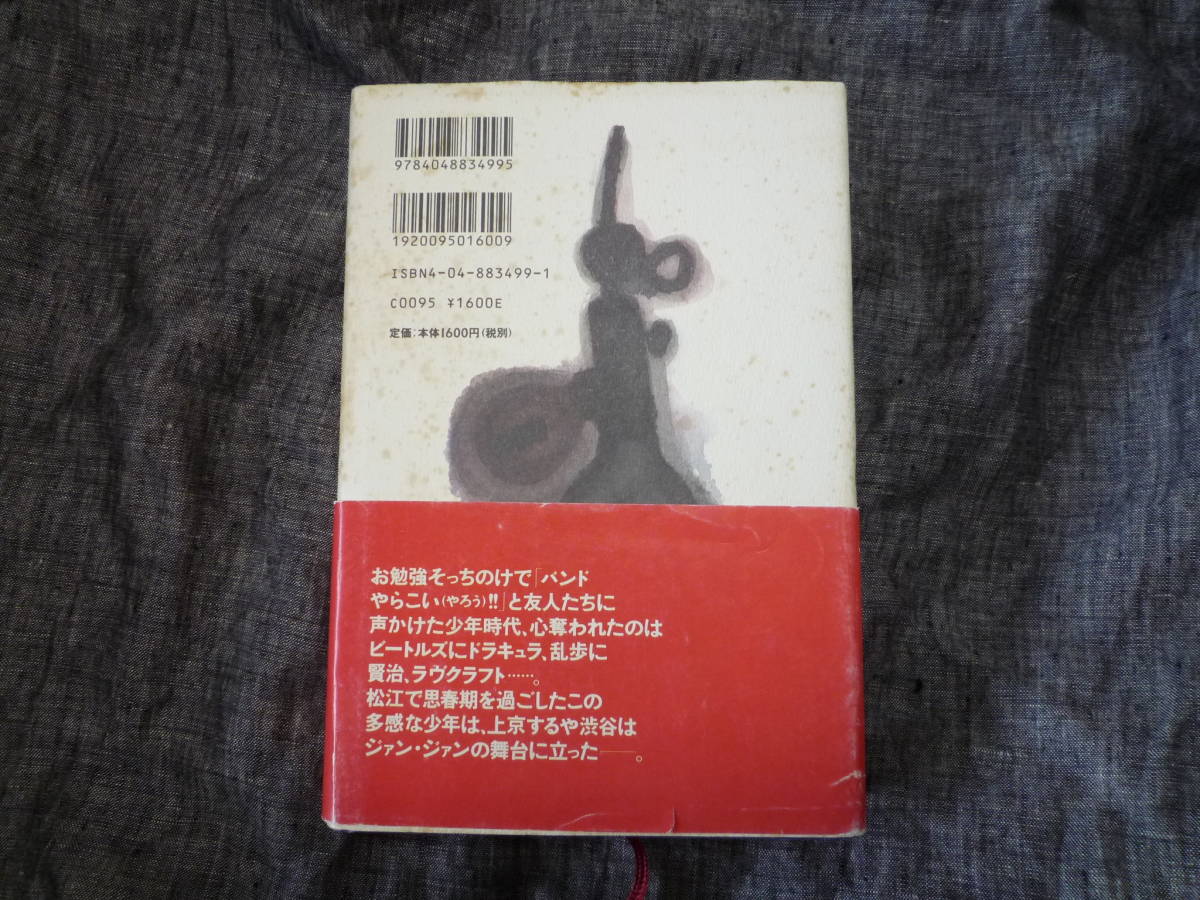 9784048834995
1920095016009
ISBN4-04-883499-1
C0095 ¥1600E
定価:本体1600円(税別)
お勉強そっちのけで「バンド
やらこい(やろう)!!」と友人たちに
声かけた少年時代、心奪われたのは
ビートルズにドラキュラ、乱歩に
賢治、ラヴクラフト……。
松江で思春期を過ごしたこの
多感な少年は、上京するや渋谷は
ジァン・ジァンの舞台に立った──。